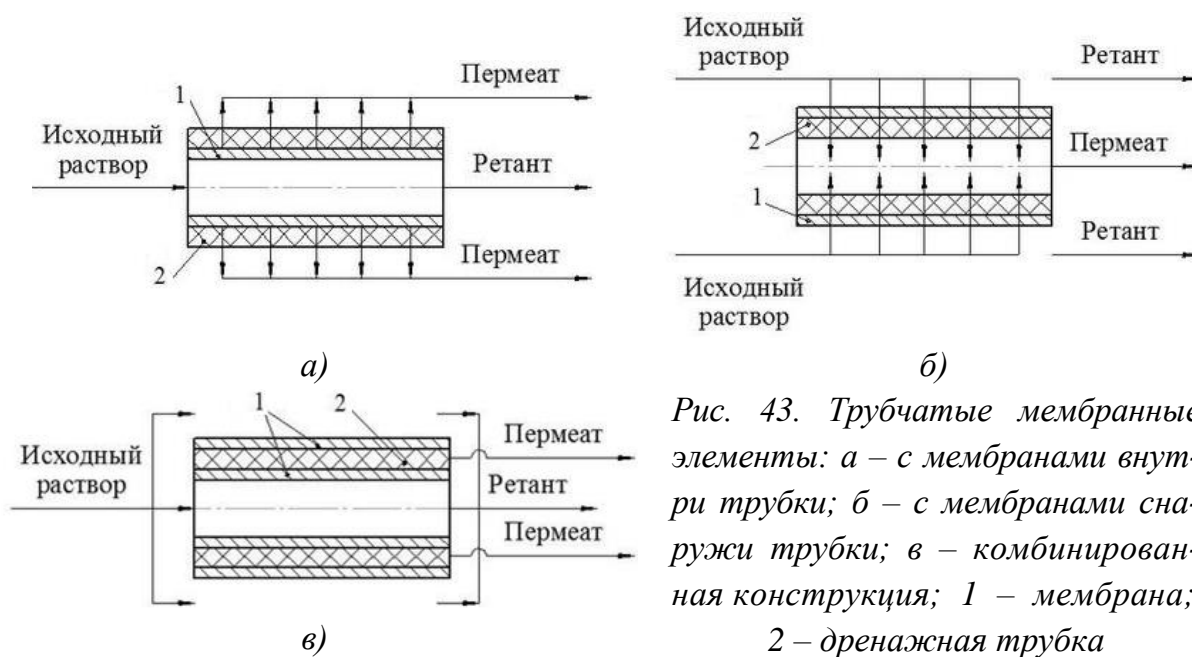 Исходный
раствор
1
2
Пермеат
Ретант
Пермеат
а)
Исходный
раствор
2
1
Исходный
раствор
Ретант
Пермеат
Ретант
б)
Исходный
раствор
1
2
Пермеат
Ретант
Пермеат
в)
Рис. 43. Трубчатые мембранные
элементы: а – с мембранами внут-
ри трубки; б – с мембранами сна-
ружи трубки; в – комбинирован-
ная конструкция; 1 – мембрана;
2 – дренажная трубка